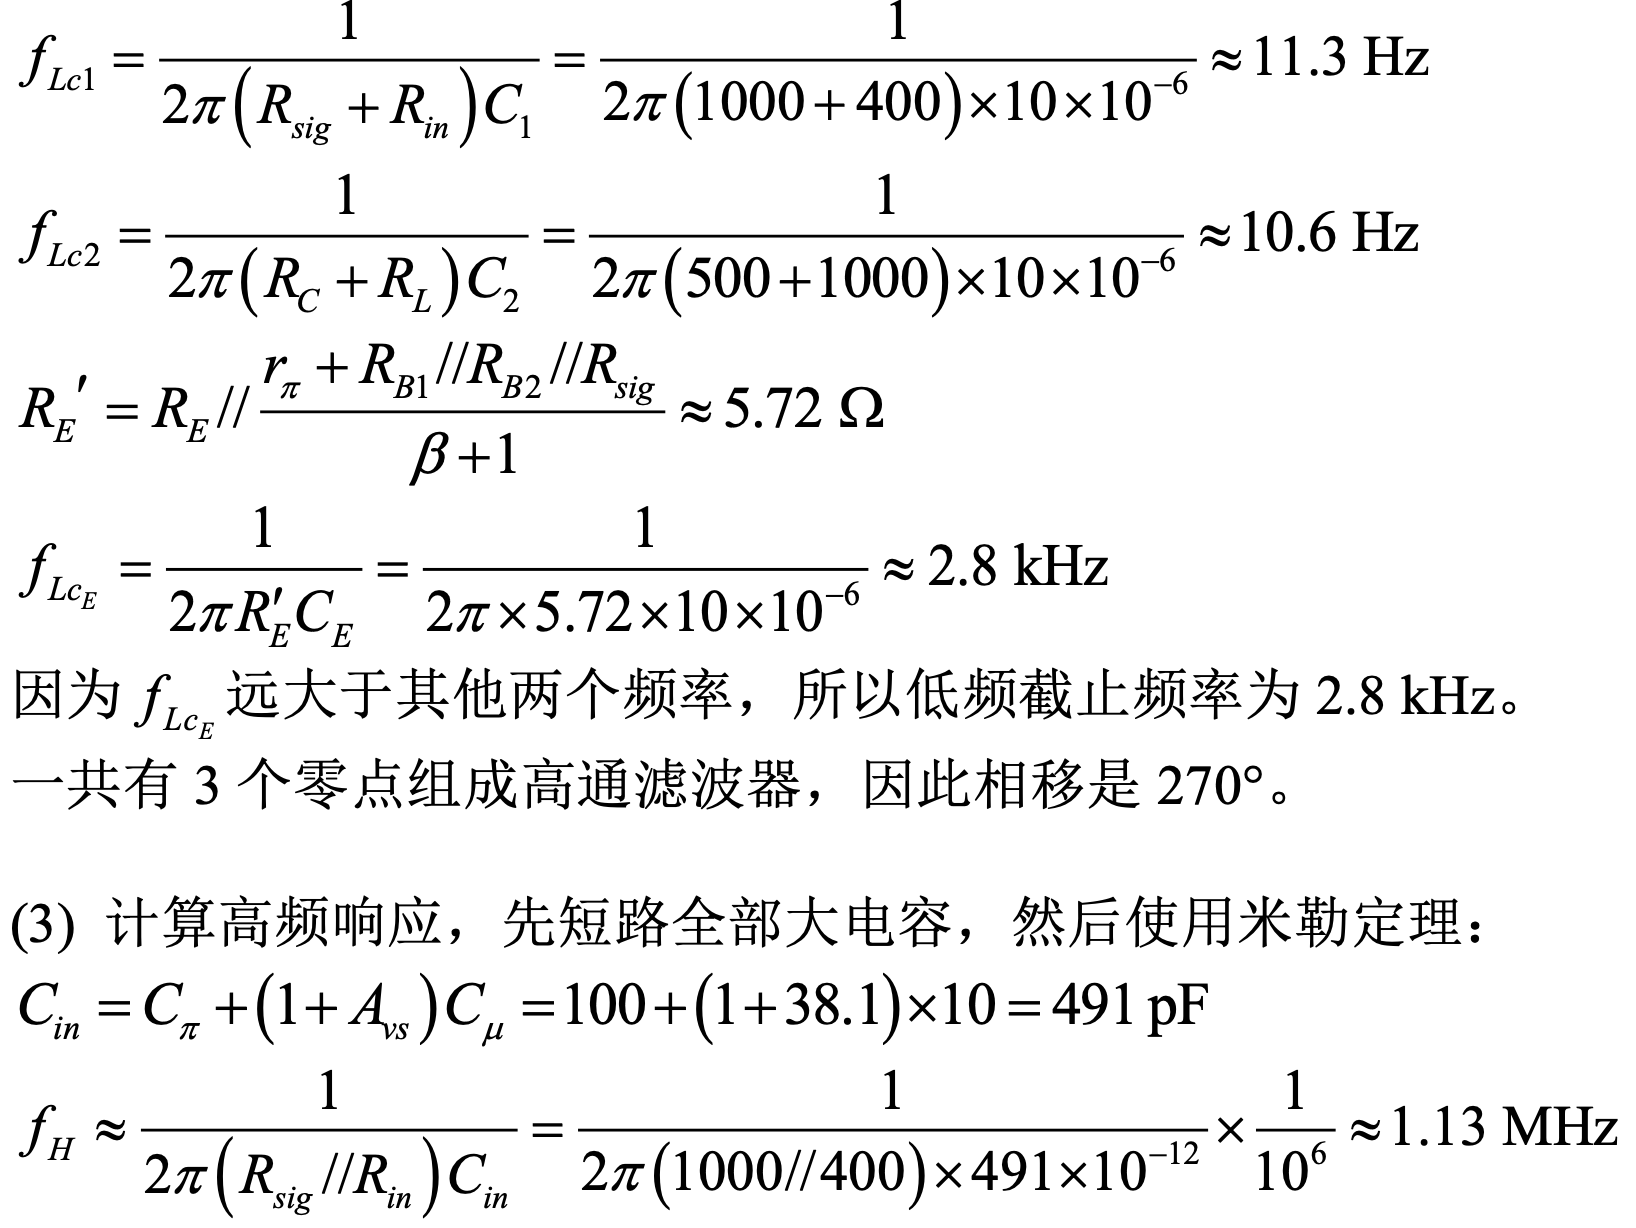 $f_{Lc1} = \frac{1}{2\pi\left(R_{sig}+R_{in}\right)C_1} = \frac{1}{2\pi(1000+400)\times10\times10^{-6}} \approx 11.3\ \text{Hz}$
$f_{Lc2} = \frac{1}{2\pi\left(R_C+R_L\right)C_2} = \frac{1}{2\pi(500+1000)\times10\times10^{-6}} \approx 10.6\ \text{Hz}$
$R_E{}' = R_E // \frac{r_\pi+R_{B1}//R_{B2}//R_{sig}}{\beta+1} \approx 5.72\ \Omega$
$f_{Lc_E} = \frac{1}{2\pi R_E' C_E} = \frac{1}{2\pi\times5.72\times10\times10^{-6}} \approx 2.8\ \text{kHz}$
因为 $f_{Lc_E}$ 远大于其他两个频率，所以低频截止频率为 2.8 kHz。
一共有 3 个零点组成高通滤波器，因此相移是 270°。
(3) 计算高频响应，先短路全部大电容，然后使用米勒定理：
$C_{in} = C_\pi + \left(1+A_{vs}\right)C_\mu = 100+(1+38.1)\times10 = 491\,\text{pF}$
$f_H \approx \frac{1}{2\pi\left(R_{sig}//R_{in}\right)C_{in}} = \frac{1}{2\pi(1000//400)\times491\times10^{-12}} \times \frac{1}{10^6} \approx 1.13\ \text{MHz}$